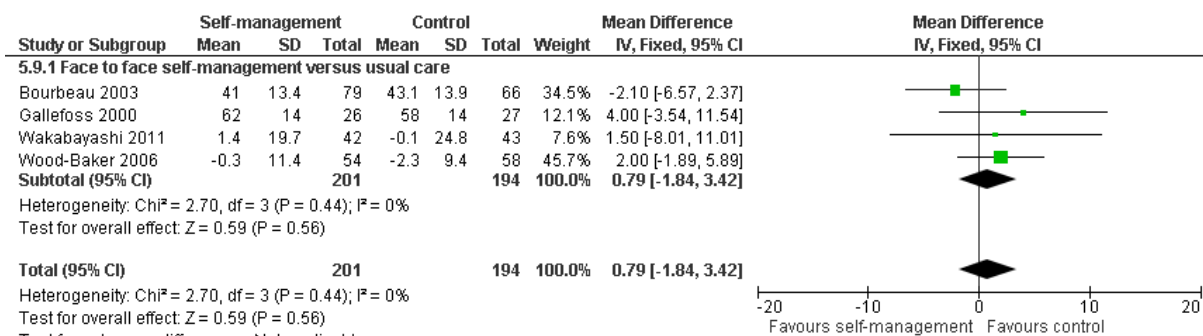 Self-management Control Mean Difference Mean Difference
Study or Subgroup Mean SD Total Mean SD Total Weight IV, Fixed, 95% CI IV, Fixed, 95% CI
5.9.1 Face to face self-management versus usual care
Bourbeau 2003 41 13.4 79 43.1 13.9 66 34.5% -2.10 [-6.57, 2.37]
Gallefoss 2000 62 14 26 58 14 27 12.1% 4.00 [-3.54, 11.54]
Wakabayashi 2011 1.4 19.7 42 -0.1 24.8 43 7.6% 1.50 [-8.01, 11.01]
Wood-Baker 2006 -0.3 11.4 54 -2.3 9.4 58 45.7% 2.00 [-1.89, 5.89]
Subtotal (95% CI) 201 194 100.0% 0.79 [-1.84, 3.42]
Heterogeneity: Chi² = 2.70, df = 3 (P = 0.44); I² = 0%
Test for overall effect: Z = 0.59 (P = 0.56)
Total (95% CI) 201 194 100.0% 0.79 [-1.84, 3.42]
Heterogeneity: Chi² = 2.70, df = 3 (P = 0.44); I² = 0%
Test for overall effect: Z = 0.59 (P = 0.56)
-20 -10 0 10 20
Favours self-management Favours control